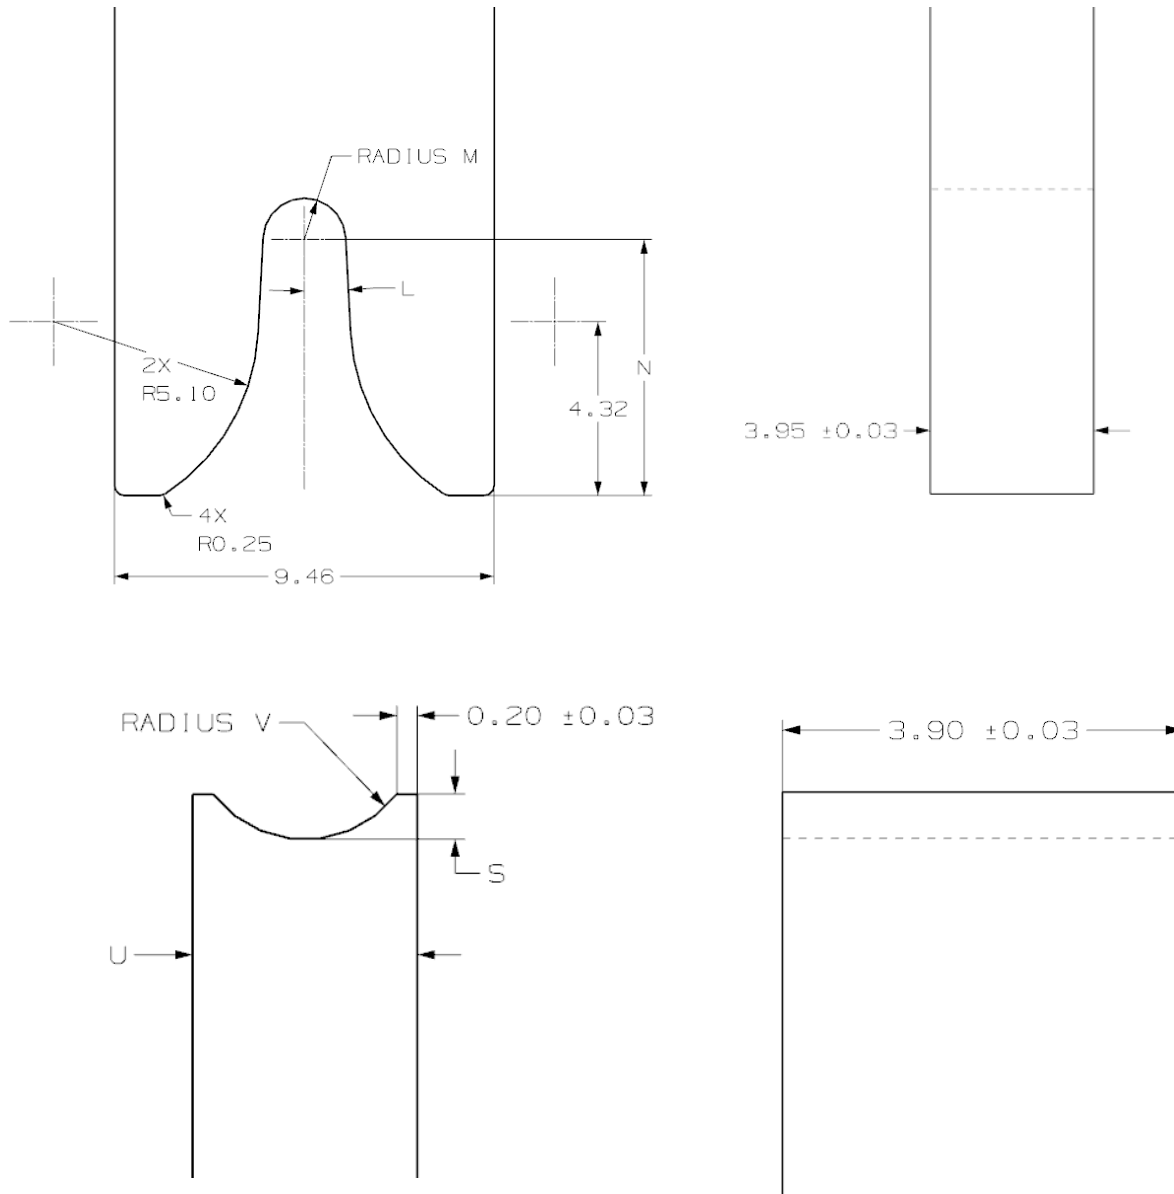 RADIUS M
L
2X
R5.10
N
4.32
3.95 ±0.03
4X
R0.25
9.46
RADIUS V
0.20 ±0.03
3.90 ±0.03
S
U